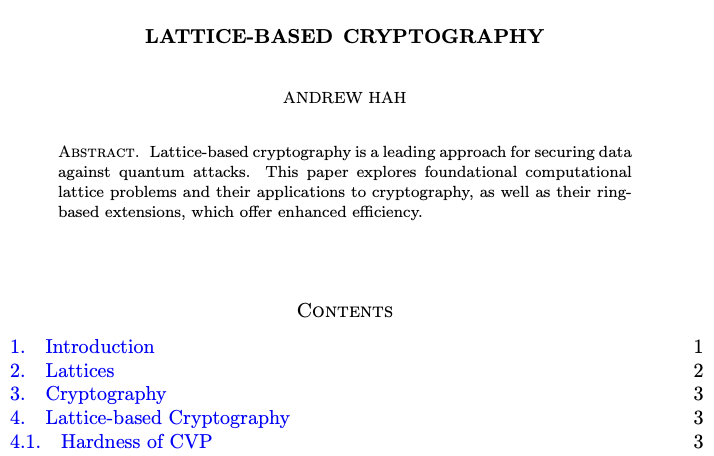 LATTICE-BASED CRYPTOGRAPHY
ANDREW HAH
Abstract. Lattice-based cryptography is a leading approach for securing data
against quantum attacks. This paper explores foundational computational
lattice problems and their applications to cryptography, as well as their ring-
based extensions, which offer enhanced efficiency.
Contents
1. Introduction 1
2. Lattices 2
3. Cryptography 3
4. Lattice-based Cryptography 3
4.1. Hardness of CVP 3